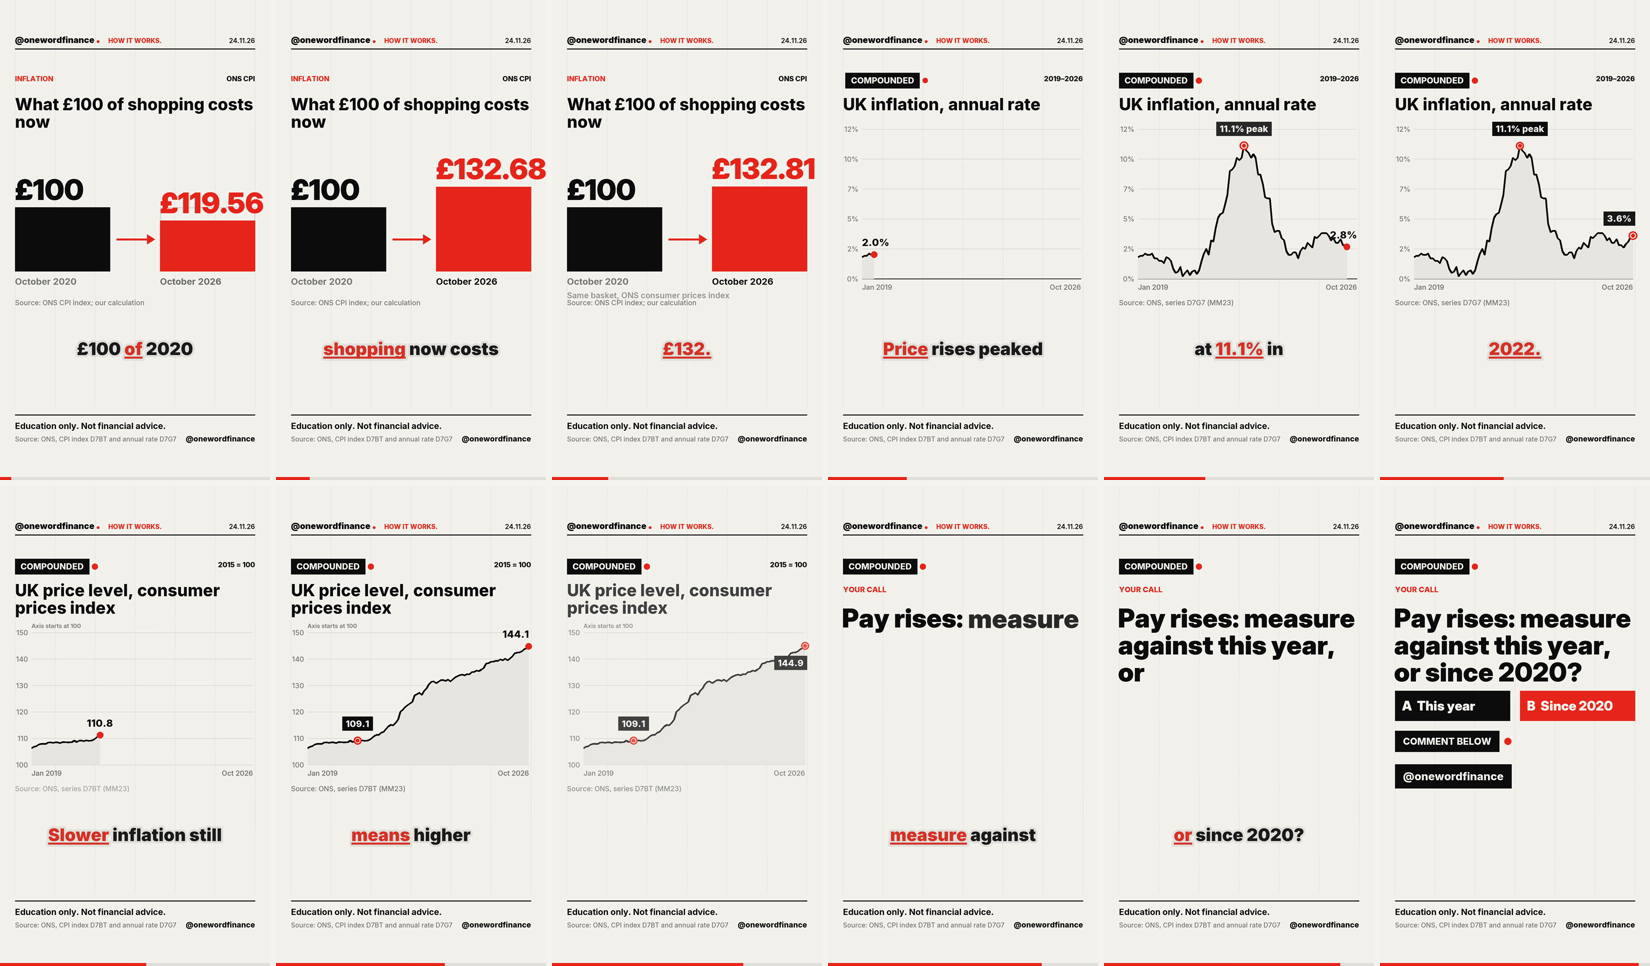 @onewordfinance HOW IT WORKS. 24.11.26
INFLATION ONS CPI
What £100 of shopping costs
now
£100
£119.56
October 2020 October 2026
Source: ONS CPI index; our calculation
£100 of 2020
Education only. Not financial advice.
Source: ONS, CPI index D7BT and annual rate D7G7 @onewordfinance
@onewordfinance HOW IT WORKS. 24.11.26
INFLATION ONS CPI
What £100 of shopping costs
now
£132.68
£100
October 2020 October 2026
Source: ONS CPI index; our calculation
shopping now costs
Education only. Not financial advice.
Source: ONS, CPI index D7BT and annual rate D7G7 @onewordfinance
@onewordfinance HOW IT WORKS. 24.11.26
INFLATION ONS CPI
What £100 of shopping costs
now
£132.81
£100
October 2020 October 2026
Same basket, ONS consumer prices index
Source: ONS CPI index; our calculation
£132.
Education only. Not financial advice.
Source: ONS, CPI index D7BT and annual rate D7G7 @onewordfinance
@onewordfinance HOW IT WORKS. 24.11.26
COMPOUNDED 2019–2026
UK inflation, annual rate
12%
10%
7%
5%
2.0%
2%
0%
Jan 2019 Oct 2026
Price rises peaked
Education only. Not financial advice.
Source: ONS, CPI index D7BT and annual rate D7G7 @onewordfinance
@onewordfinance HOW IT WORKS. 24.11.26
COMPOUNDED 2019–2026
UK inflation, annual rate
12% 11.1% peak
10%
7%
5%
2.8%
2%
0%
Jan 2019 Oct 2026
Source: ONS, series D7G7 (MM23)
at 11.1% in
Education only. Not financial advice.
Source: ONS, CPI index D7BT and annual rate D7G7 @onewordfinance
@onewordfinance HOW IT WORKS. 24.11.26
COMPOUNDED 2019–2026
UK inflation, annual rate
12% 11.1% peak
10%
7%
5% 3.6%
2%
0%
Jan 2019 Oct 2026
Source: ONS, series D7G7 (MM23)
2022.
Education only. Not financial advice.
Source: ONS, CPI index D7BT and annual rate D7G7 @onewordfinance
@onewordfinance HOW IT WORKS. 24.11.26
COMPOUNDED 2015 = 100
UK price level, consumer
prices index
Axis starts at 100
150
140
130
120
110.8
110
100
Jan 2019 Oct 2026
Source: ONS, series D7BT (MM23)
Slower inflation still
Education only. Not financial advice.
Source: ONS, CPI index D7BT and annual rate D7G7 @onewordfinance
@onewordfinance HOW IT WORKS. 24.11.26
COMPOUNDED 2015 = 100
UK price level, consumer
prices index
Axis starts at 100
150 144.1
140
130
120
109.1
110
100
Jan 2019 Oct 2026
Source: ONS, series D7BT (MM23)
means higher
Education only. Not financial advice.
Source: ONS, CPI index D7BT and annual rate D7G7 @onewordfinance
@onewordfinance HOW IT WORKS. 24.11.26
COMPOUNDED 2015 = 100
UK price level, consumer
prices index
Axis starts at 100
150
140 144.9
130
120
109.1
110
100
Jan 2019 Oct 2026
Source: ONS, series D7BT (MM23)
Education only. Not financial advice.
Source: ONS, CPI index D7BT and annual rate D7G7 @onewordfinance
@onewordfinance HOW IT WORKS. 24.11.26
COMPOUNDED
YOUR CALL
Pay rises: measure
measure against
Education only. Not financial advice.
Source: ONS, CPI index D7BT and annual rate D7G7 @onewordfinance
@onewordfinance HOW IT WORKS. 24.11.26
COMPOUNDED
YOUR CALL
Pay rises: measure
against this year,
or
or since 2020?
Education only. Not financial advice.
Source: ONS, CPI index D7BT and annual rate D7G7 @onewordfinance
@onewordfinance HOW IT WORKS. 24.11.26
COMPOUNDED
YOUR CALL
Pay rises: measure
against this year,
or since 2020?
A This year B Since 2020
COMMENT BELOW
@onewordfinance
Education only. Not financial advice.
Source: ONS, CPI index D7BT and annual rate D7G7 @onewordfinance